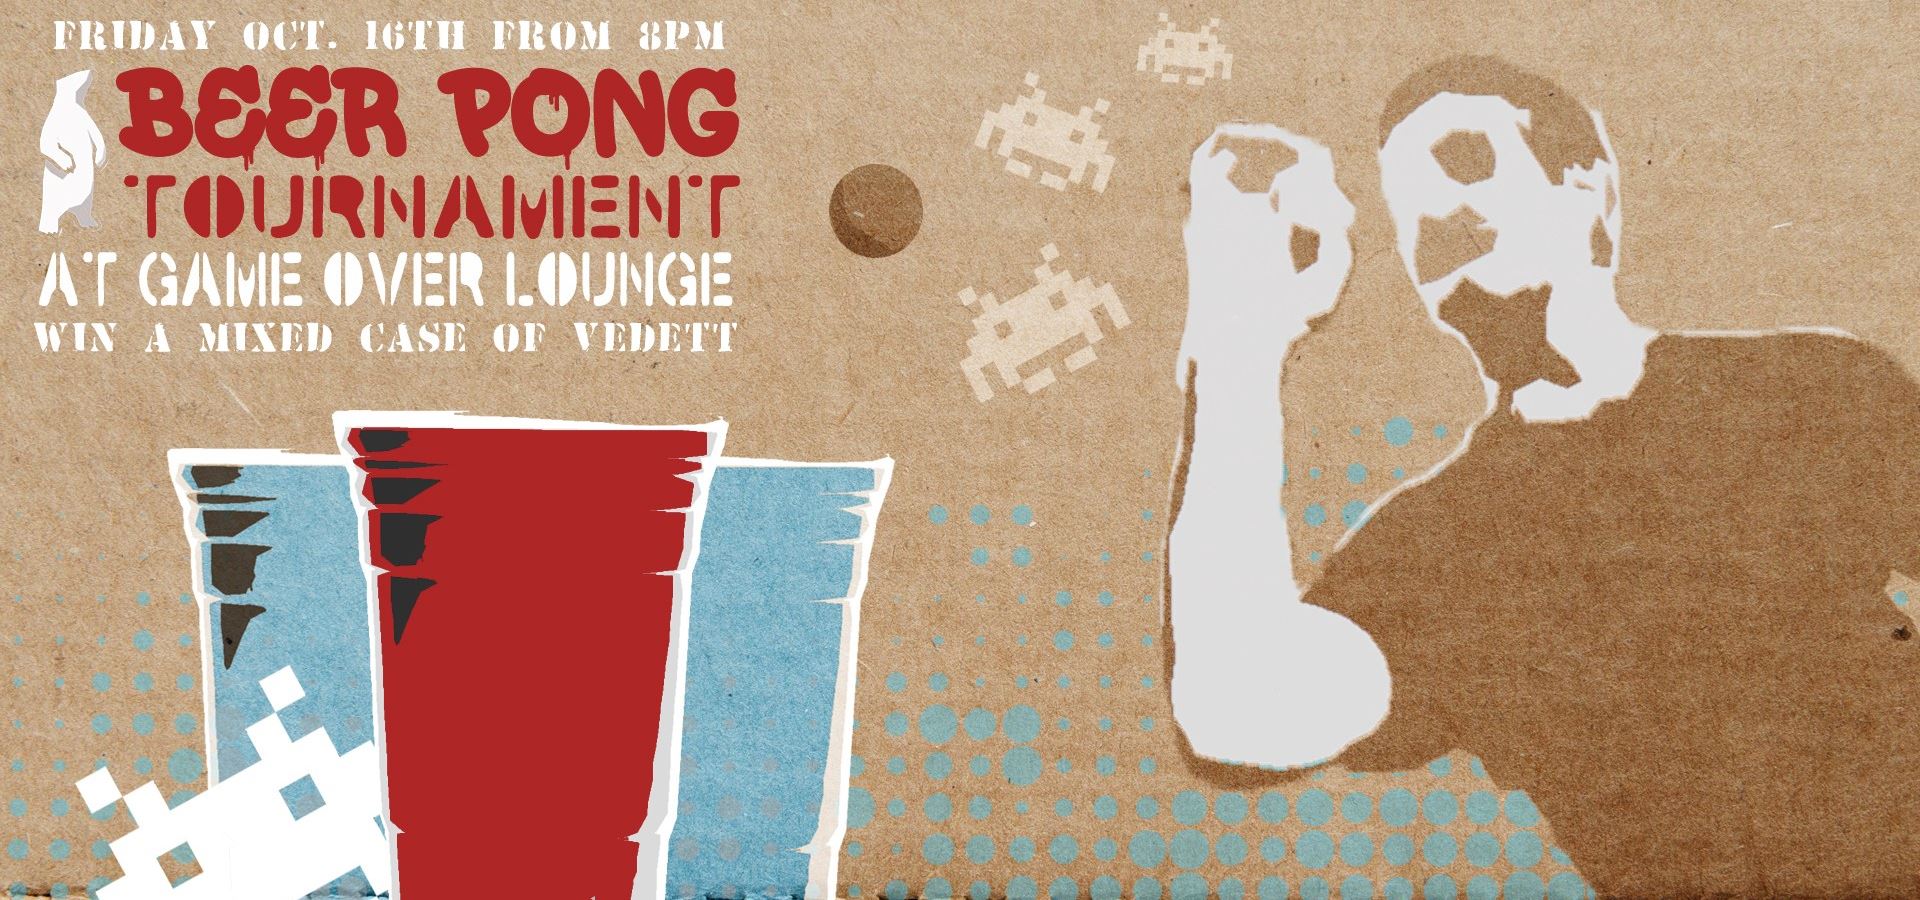 FRIDAY OCT. 16TH FROM 8PM
BEER PONG
TOURNAMENT
AT GAME OVER LOUNGE
WIN A MIXED CASE OF VEDETT